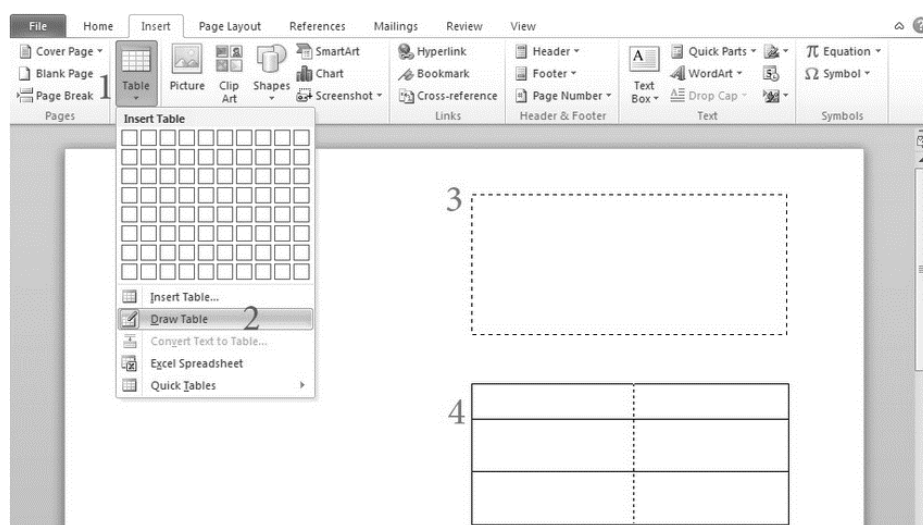 File Home Insert Page Layout References Mailings Review View
Cover Page
Blank Page
Page Break
Pages
1
Table
Picture
Clip Art
Shapes
SmartArt
Chart
Screenshot
Hyperlink
Bookmark
Cross-reference
Links
Header
Footer
Page Number
Header & Footer
A
Text Box
Quick Parts
WordArt
Drop Cap
Text
π Equation
Ω Symbol
Symbols
Insert Table
Insert Table...
Draw Table 2
Convert Text to Table...
Excel Spreadsheet
Quick Tables
3
4